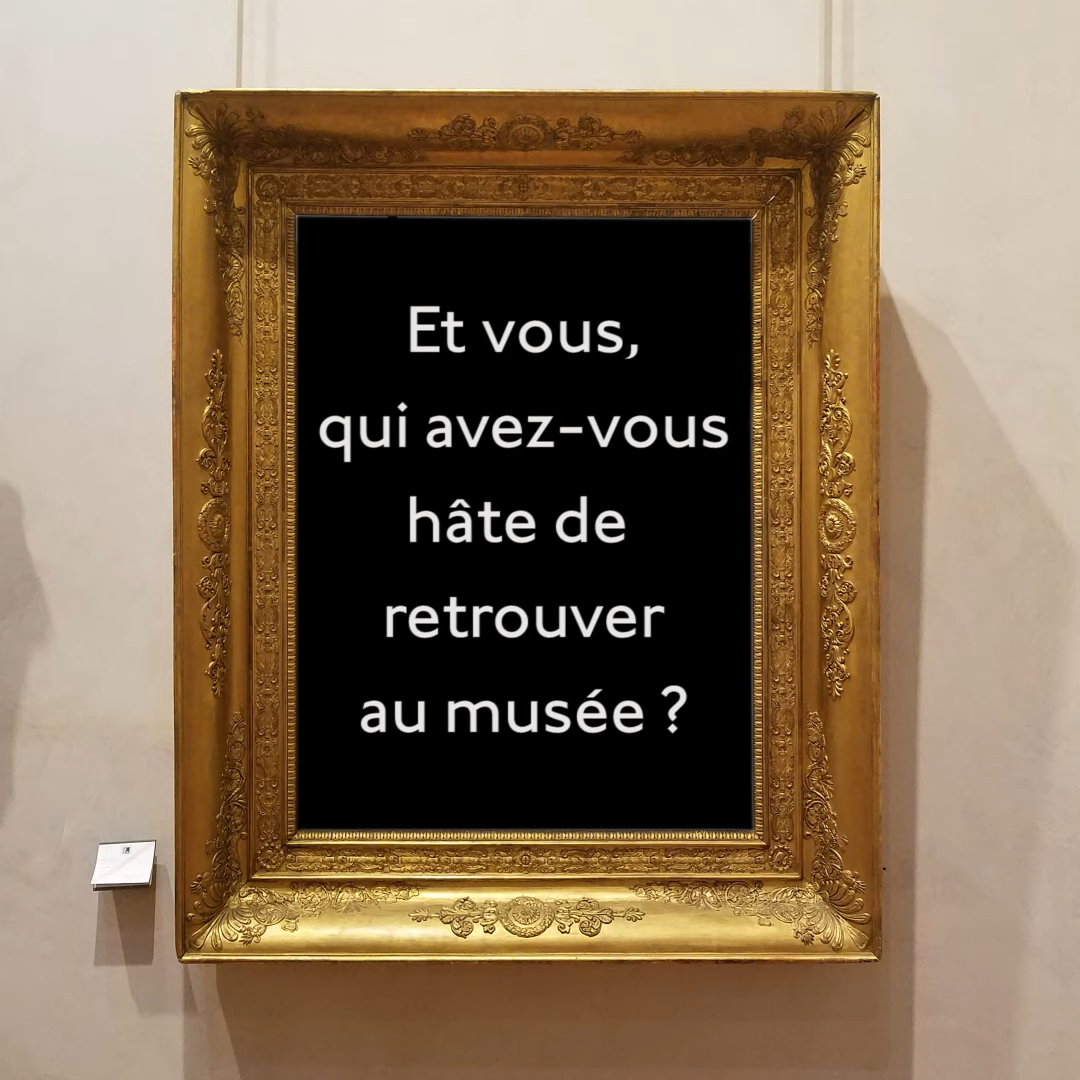 Et vous,
qui avez-vous
hâte de
retrouver
au musée ?